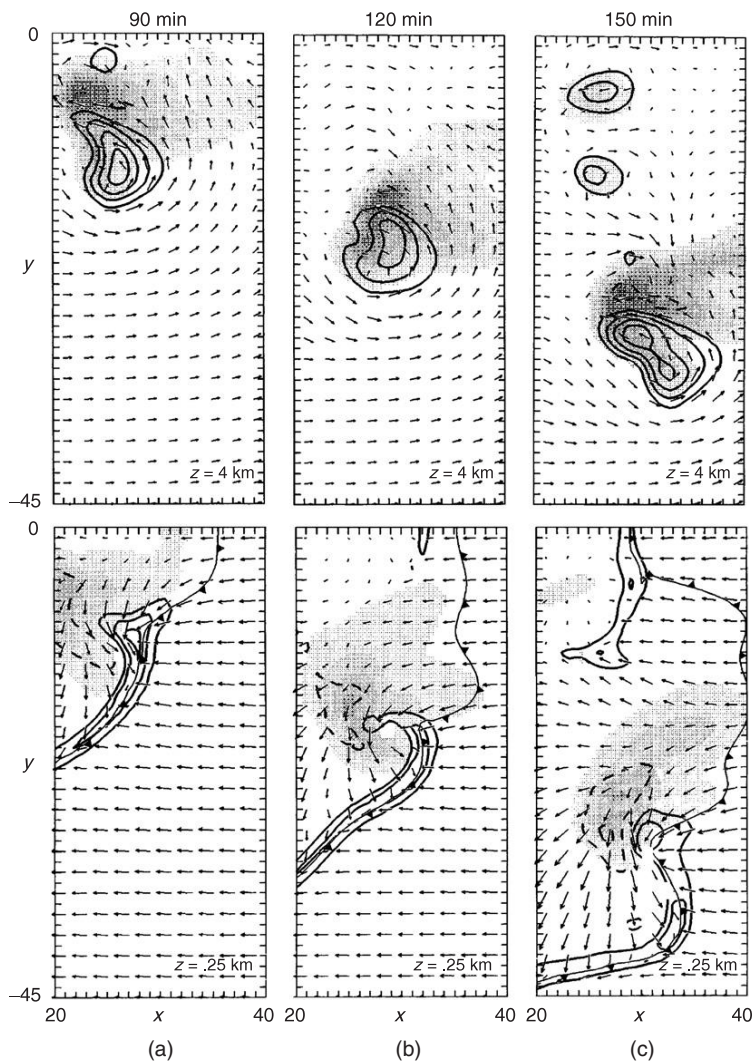 90 min 120 min 150 min
0
y
z = 4 km z = 4 km z = 4 km
–45
0
y
z = .25 km z = .25 km z = .25 km
–45
20 x 40 20 x 40 20 x 40
(a) (b) (c)